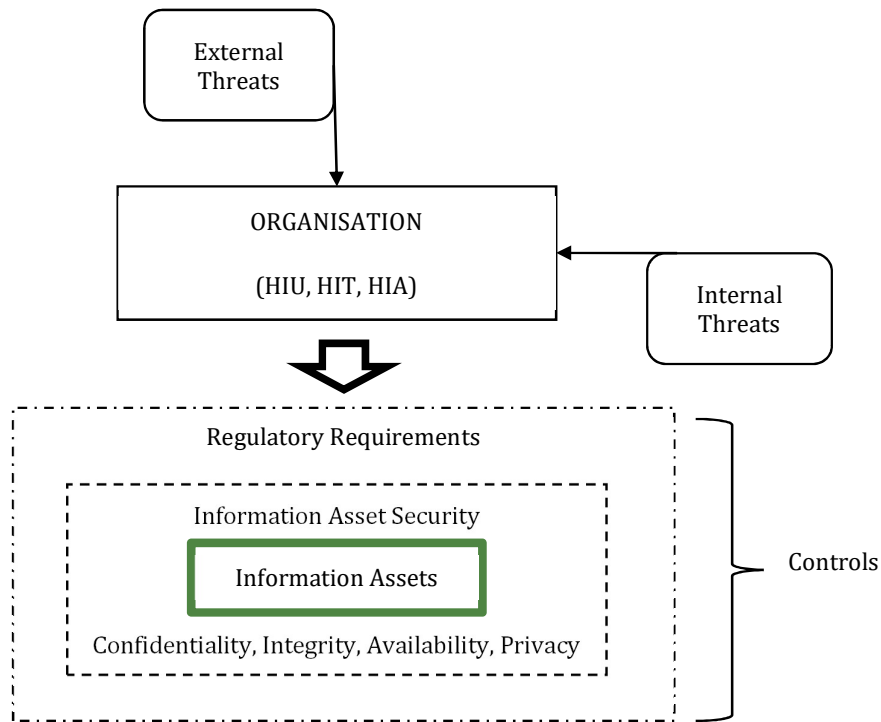 External
Threats
ORGANISATION
(HIU, HIT, HIA)
Internal
Threats
Regulatory Requirements
Information Asset Security
Information Assets
Controls
Confidentiality, Integrity, Availability, Privacy